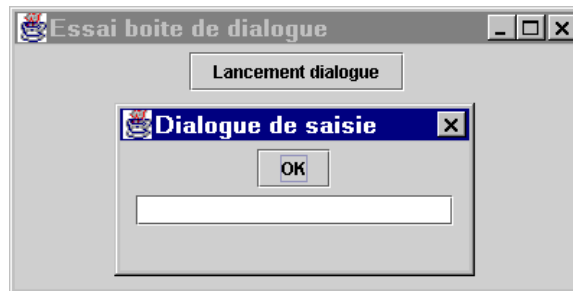 Essai boite de dialogue
Lancement dialogue
Dialogue de saisie
OK